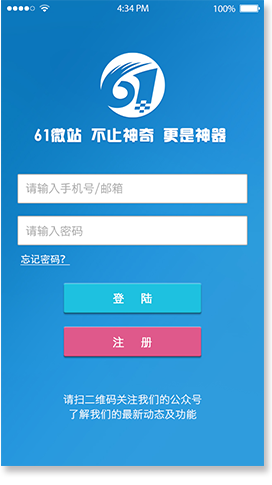 4:34 PM 100%
61
61微站 不止神奇 更是神器
请输入手机号/邮箱
请输入密码
忘记密码?
登 陆
注 册
请扫二维码关注我们的公众号
了解我们的最新动态及功能